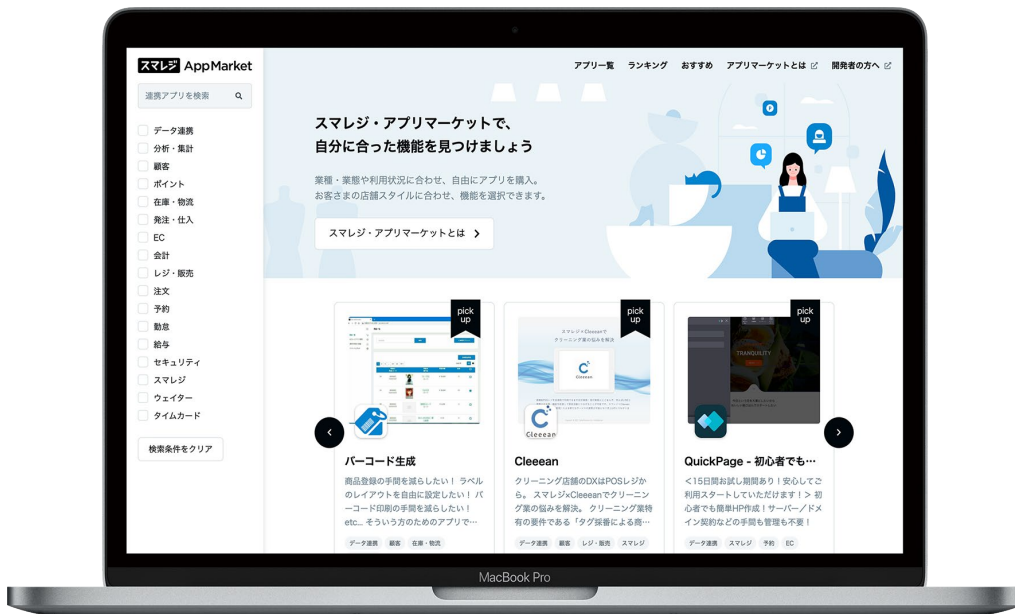 スマレジ AppMarket
アプリ一覧 ランキング おすすめ アプリマーケットとは 開発者の方へ
連携アプリを検索
データ連携
分析・集計
顧客
ポイント
在庫・物流
発注・仕入
EC
会計
レジ・販売
注文
予約
勤怠
給与
セキュリティ
スマレジ
ウェイター
タイムカード
検索条件をクリア
スマレジ・アプリマーケットで、
自分に合った機能を見つけましょう
業種・業態や利用状況に合わせ、自由にアプリを購入。
お客さまの店舗スタイルに合わせ、機能を選択できます。
スマレジ・アプリマーケットとは
pick
up
バーコード生成
商品登録の手間を減らしたい！ ラベル
のレイアウトを自由に設定したい！ バ
ーコード印刷の手間を減らしたい！
etc... そういう方のためのアプリで…
データ連携 顧客 在庫・物流
pick
up
スマレジ×Cleeeanで
クリーニング業の悩みを解決
Cleeean
Cleeean
Cleeean
クリーニング店舗のDXはPOSレジか
ら。 スマレジ×Cleeeanでクリーニン
グ業の悩みを解決。 クリーニング業特
有の要件である「タグ採番による商…
データ連携 顧客 レジ・販売 スマレジ
pick
up
TRANQUILITY
QuickPage - 初心者でも…
＜15日間お試し期間あり！安心してご
利用スタートしていただけます！＞ 初
心者でも簡単HP作成！サーバー／ドメ
イン契約などの手間も管理も不要！
データ連携 スマレジ 予約 EC
MacBook Pro